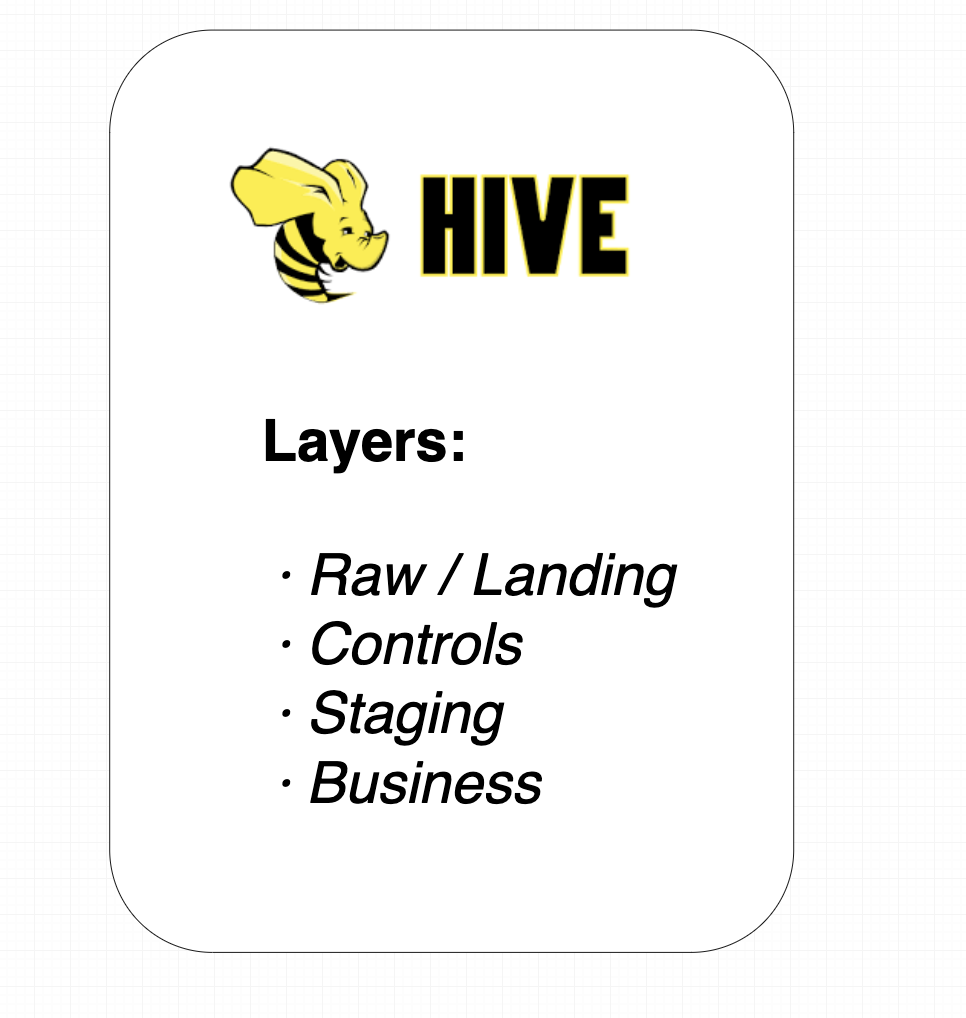 HIVE
Layers:
· Raw / Landing
· Controls
· Staging
· Business